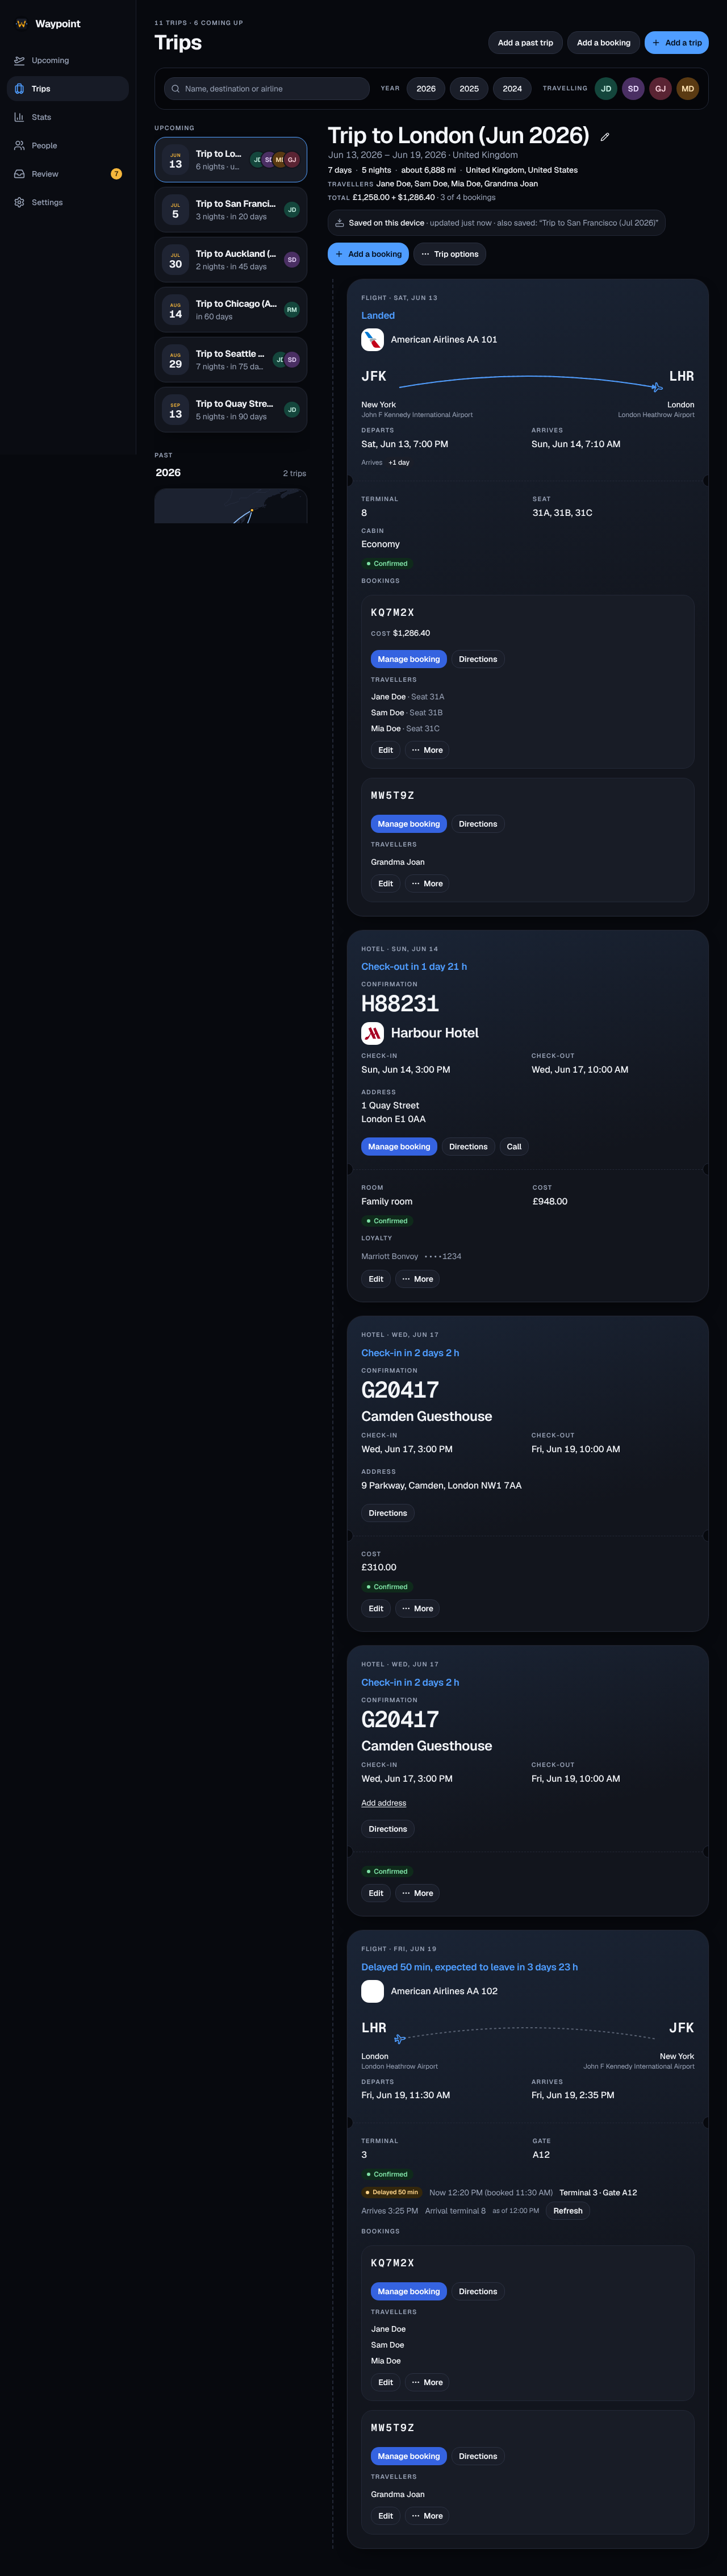 Waypoint
Upcoming
Trips
Stats
People
Review 7
Settings
11 TRIPS · 6 COMING UP
Trips
Add a past trip
Add a booking
Add a trip
Name, destination or airline
YEAR 2026 2025 2024
TRAVELLING JD SD GJ MD
UPCOMING
JUN 13
Trip to Lo...
6 nights · u...
GJ
JUL 5
Trip to San Franci...
3 nights · in 20 days
JD
JUL 30
Trip to Auckland (...
2 nights · in 45 days
SD
AUG 14
Trip to Chicago (A...
in 60 days
RM
AUG 29
Trip to Seattle ...
7 nights · in 75 da...
SD
SEP 13
Trip to Quay Stre...
5 nights · in 90 days
JD
PAST
2026 2 trips
Trip to London (Jun 2026)
Jun 13, 2026 – Jun 19, 2026 · United Kingdom
7 days · 5 nights · about 6,888 mi · United Kingdom, United States
TRAVELLERS Jane Doe, Sam Doe, Mia Doe, Grandma Joan
TOTAL £1,258.00 + $1,286.40 · 3 of 4 bookings
Saved on this device · updated just now · also saved: “Trip to San Francisco (Jul 2026)”
Add a booking
Trip options
FLIGHT · SAT, JUN 13
Landed
American Airlines AA 101
JFK LHR
New York London
John F Kennedy International Airport London Heathrow Airport
DEPARTS ARRIVES
Sat, Jun 13, 7:00 PM Sun, Jun 14, 7:10 AM
Arrives +1 day
TERMINAL SEAT
8 31A, 31B, 31C
CABIN
Economy
Confirmed
BOOKINGS
KQ7M2X
COST $1,286.40
Manage booking Directions
TRAVELLERS
Jane Doe · Seat 31A
Sam Doe · Seat 31B
Mia Doe · Seat 31C
Edit More
MW5T9Z
Manage booking Directions
TRAVELLERS
Grandma Joan
Edit More
HOTEL · SUN, JUN 14
Check-out in 1 day 21 h
CONFIRMATION
H88231
Harbour Hotel
CHECK-IN CHECK-OUT
Sun, Jun 14, 3:00 PM Wed, Jun 17, 10:00 AM
ADDRESS
1 Quay Street
London E1 0AA
Manage booking Directions Call
ROOM COST
Family room £948.00
Confirmed
LOYALTY
Marriott Bonvoy ••••1234
Edit More
HOTEL · WED, JUN 17
Check-in in 2 days 2 h
CONFIRMATION
G20417
Camden Guesthouse
CHECK-IN CHECK-OUT
Wed, Jun 17, 3:00 PM Fri, Jun 19, 10:00 AM
ADDRESS
9 Parkway, Camden, London NW1 7AA
Directions
COST
£310.00
Confirmed
Edit More
HOTEL · WED, JUN 17
Check-in in 2 days 2 h
CONFIRMATION
G20417
Camden Guesthouse
CHECK-IN CHECK-OUT
Wed, Jun 17, 3:00 PM Fri, Jun 19, 10:00 AM
Add address
Directions
Confirmed
Edit More
FLIGHT · FRI, JUN 19
Delayed 50 min, expected to leave in 3 days 23 h
American Airlines AA 102
LHR JFK
London New York
London Heathrow Airport John F Kennedy International Airport
DEPARTS ARRIVES
Fri, Jun 19, 11:30 AM Fri, Jun 19, 2:35 PM
TERMINAL GATE
3 A12
Confirmed
Delayed 50 min Now 12:20 PM (booked 11:30 AM) Terminal 3 · Gate A12
Arrives 3:25 PM Arrival terminal 8 as of 12:00 PM Refresh
BOOKINGS
KQ7M2X
Manage booking Directions
TRAVELLERS
Jane Doe
Sam Doe
Mia Doe
Edit More
MW5T9Z
Manage booking Directions
TRAVELLERS
Grandma Joan
Edit More